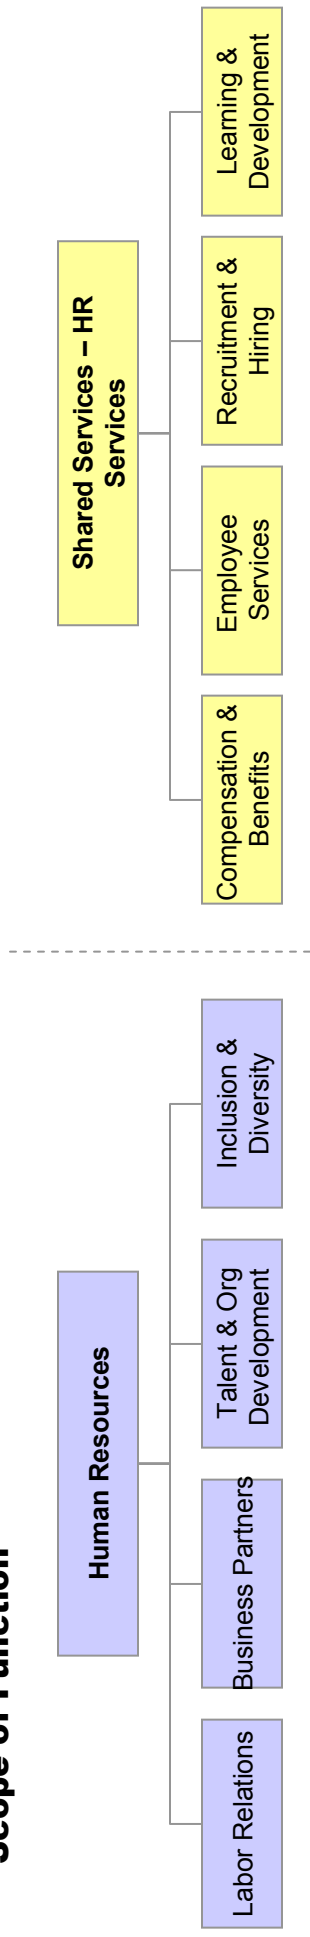 Scope of Function
Human Resources
Shared Services – HR
Services
Labor Relations
Business Partners
Talent & Org
Development
Inclusion &
Diversity
Compensation &
Benefits
Employee
Services
Recruitment &
Hiring
Learning &
Development